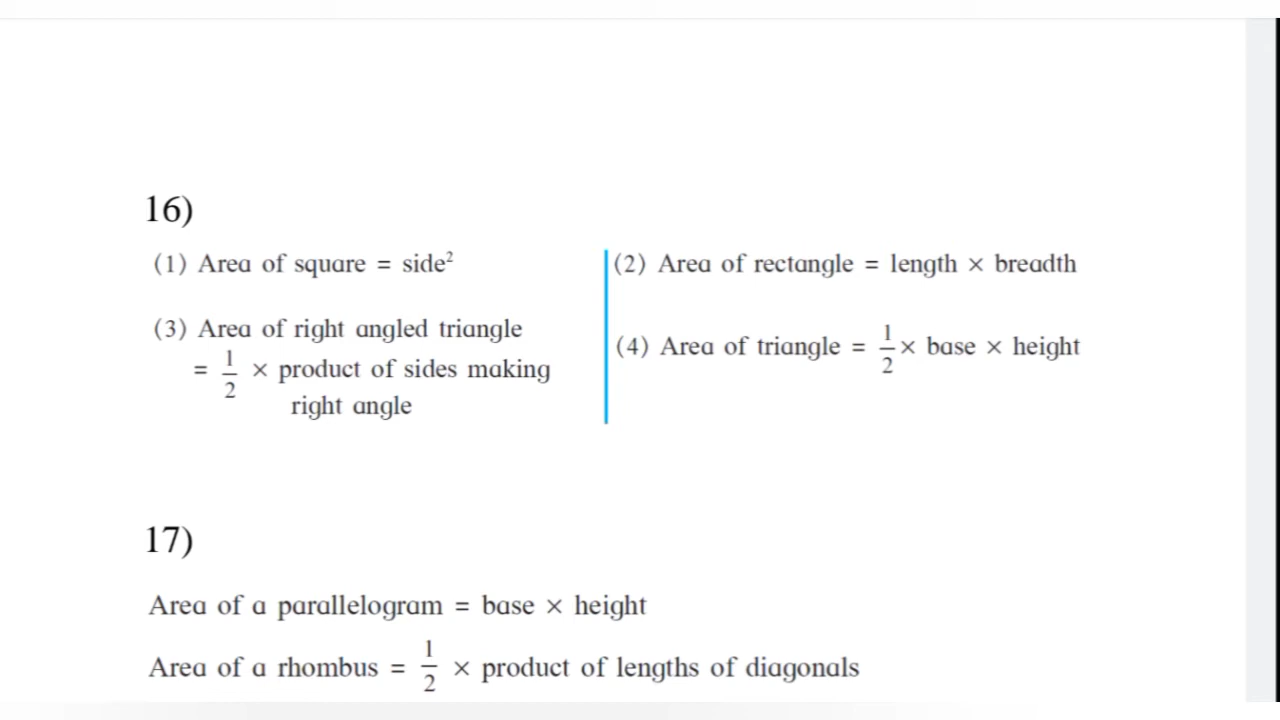 16)
(1) Area of square = side²
(2) Area of rectangle = length × breadth
(3) Area of right angled triangle
= 1/2 × product of sides making
right angle
(4) Area of triangle = 1/2 × base × height
17)
Area of a parallelogram = base × height
Area of a rhombus = 1/2 × product of lengths of diagonals